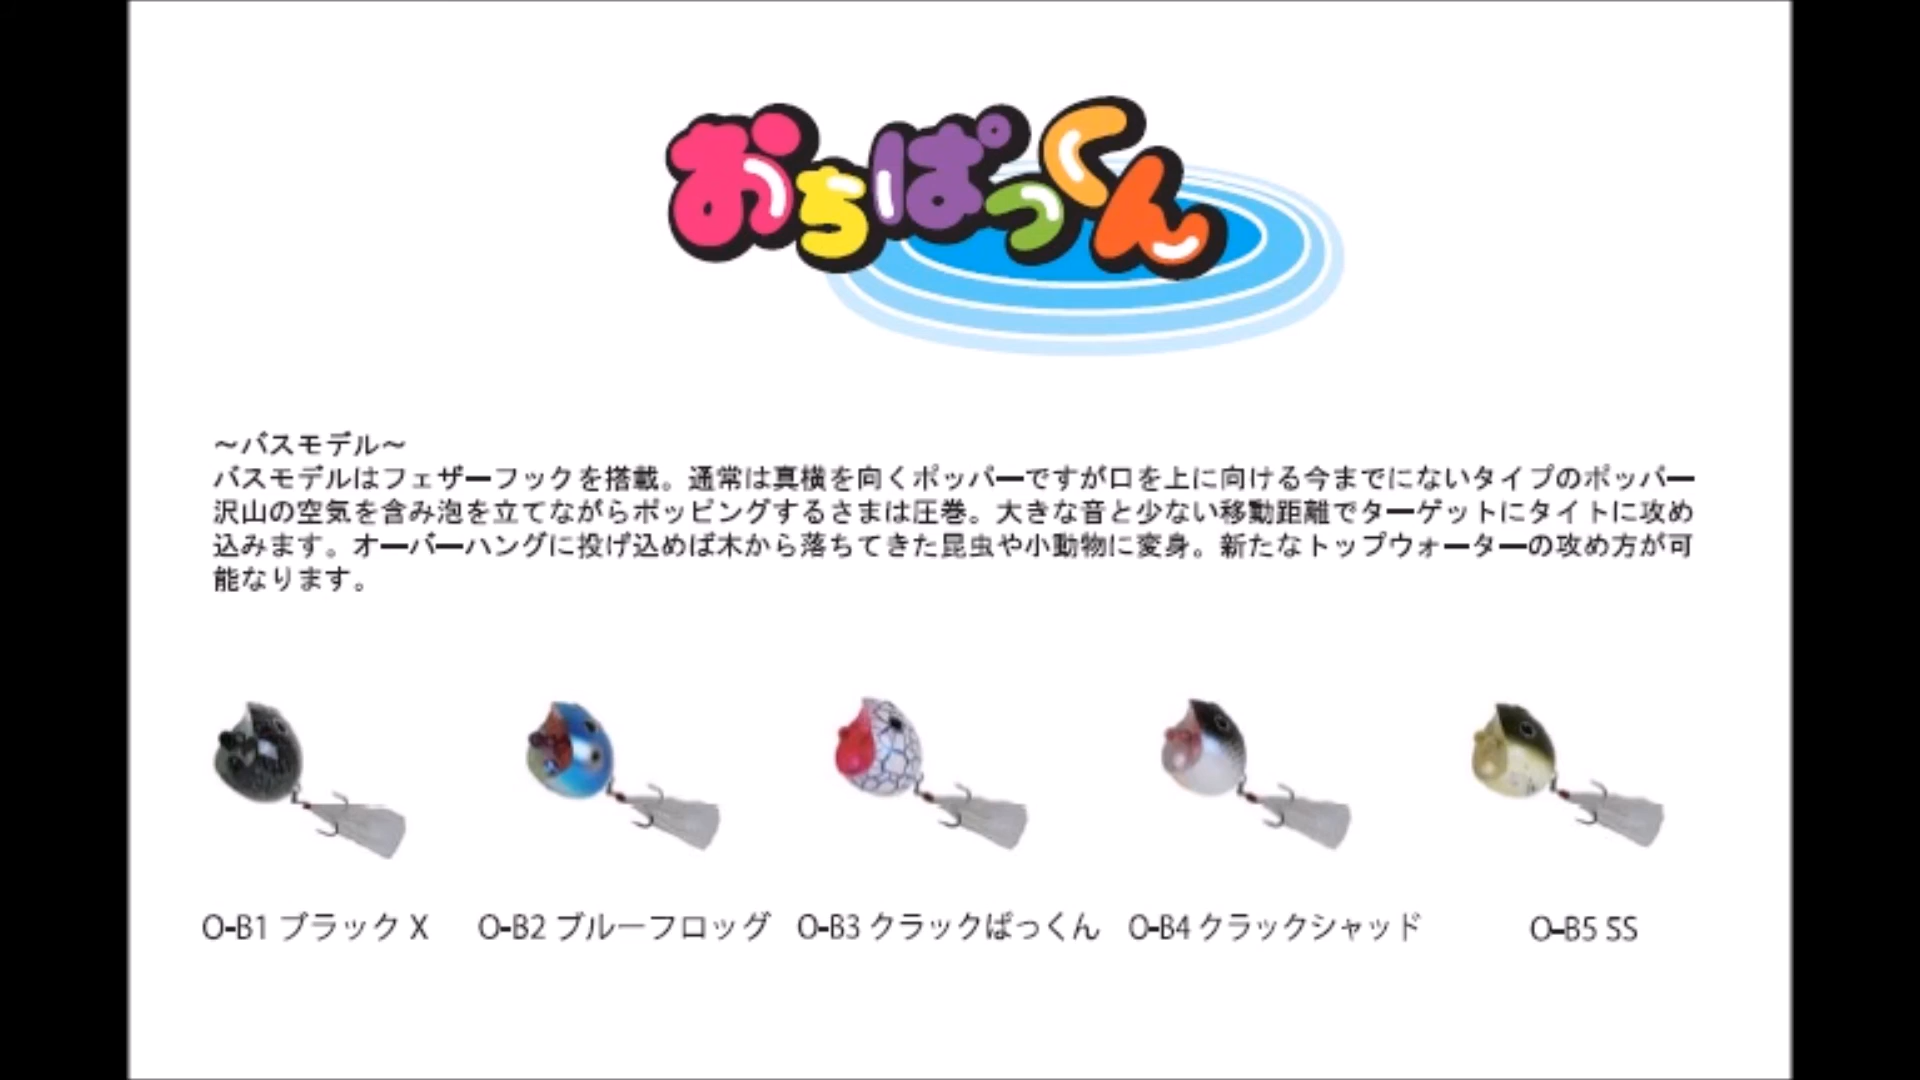 おちぱっくん
～バスモデル～
バスモデルはフェザーフックを搭載。通常は真横を向くポッパーですが口を上に向ける今までにないタイプのポッパー
沢山の空気を含み泡を立てながらポッピングするさまは圧巻。大きな音と少ない移動距離でターゲットにタイトに攻め
込みます。オーバーハングに投げ込めば木から落ちてきた昆虫や小動物に変身。新たなトップウォーターの攻め方が可
能なります。
O-B1 ブラック X O-B2 ブルーフロッグ O-B3 クラックぱっくん O-B4 クラックシャッド O-B5 SS